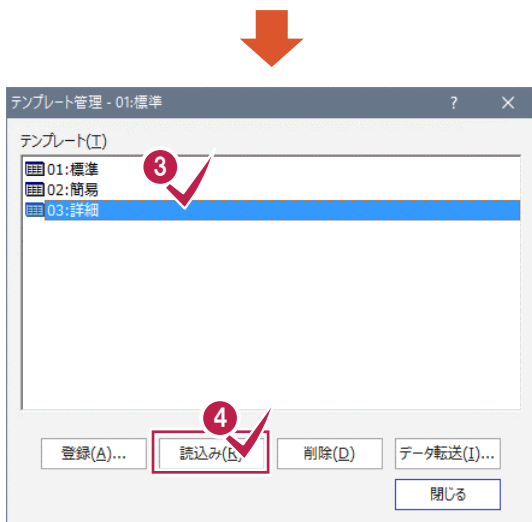 テンプレート管理 - 01:標準
テンプレート(T)
3
01:標準
02:簡易
03:詳細
4
登録(A)... 読込み(R) 削除(D) データ転送(I)...
閉じる